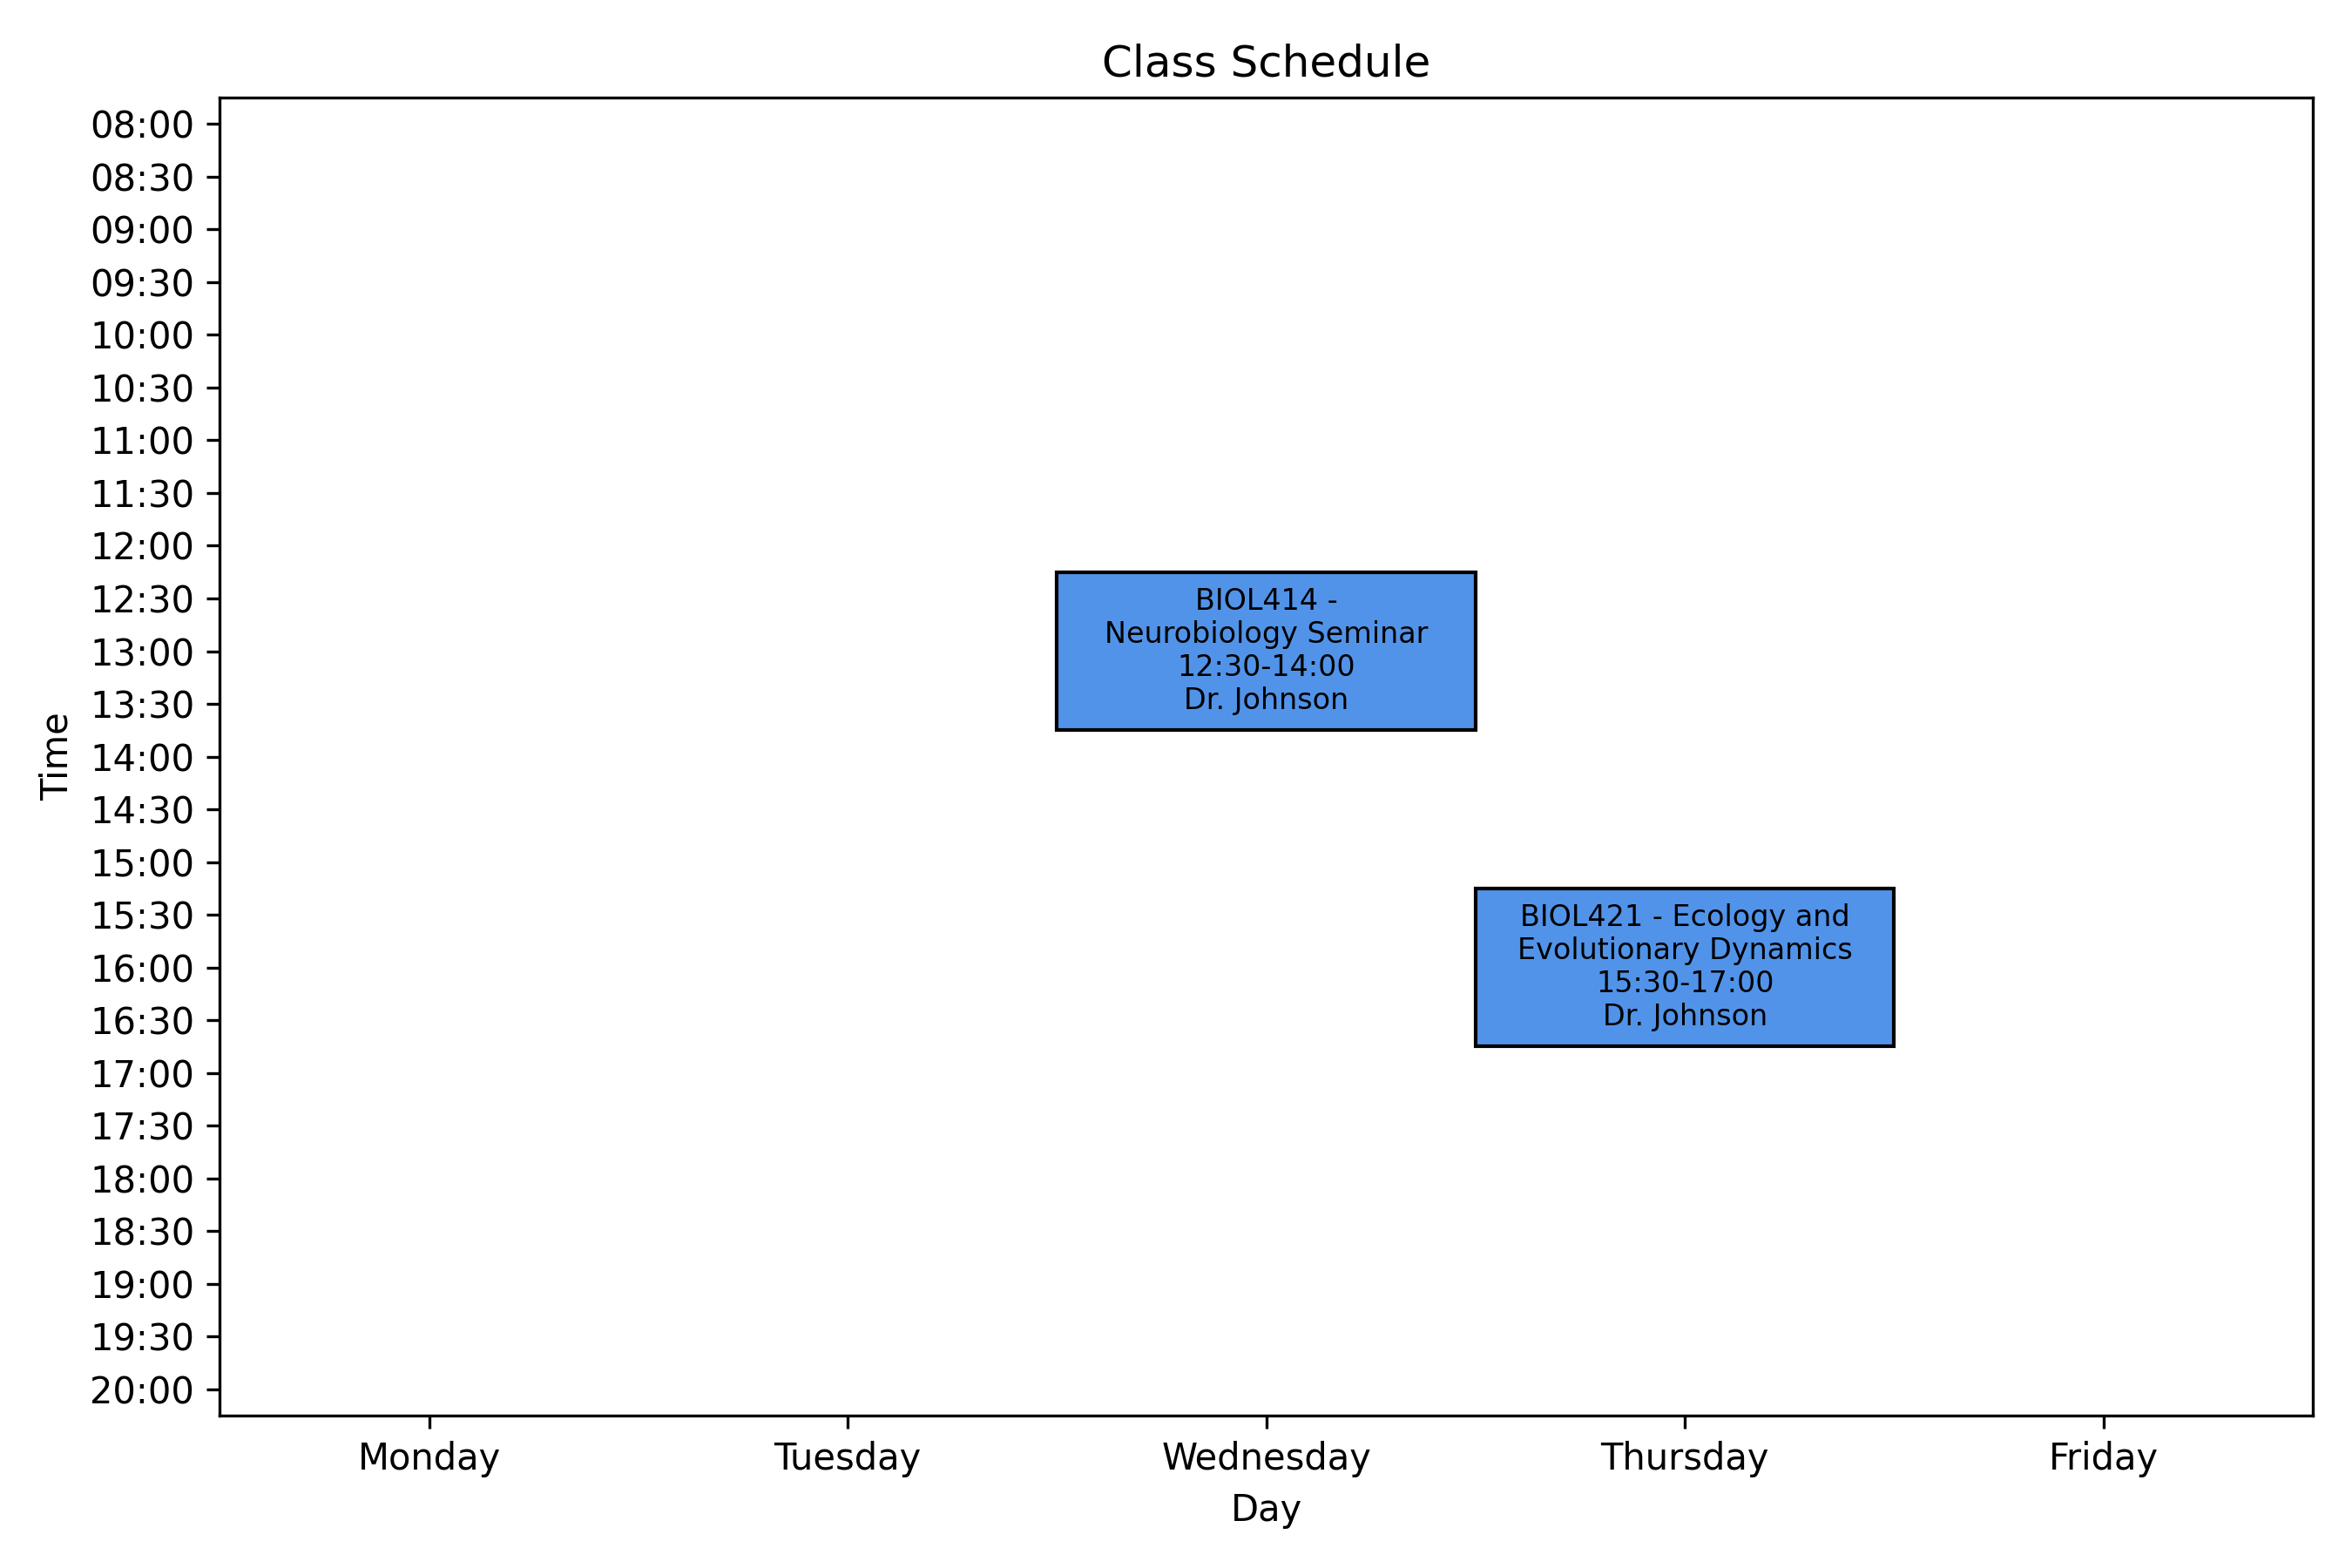 Class Schedule
Time
08:00
08:30
09:00
09:30
10:00
10:30
11:00
11:30
12:00
12:30
13:00
13:30
14:00
14:30
15:00
15:30
16:00
16:30
17:00
17:30
18:00
18:30
19:00
19:30
20:00
BIOL414 -
Neurobiology Seminar
12:30-14:00
Dr. Johnson
BIOL421 - Ecology and
Evolutionary Dynamics
15:30-17:00
Dr. Johnson
Monday
Tuesday
Wednesday
Thursday
Friday
Day